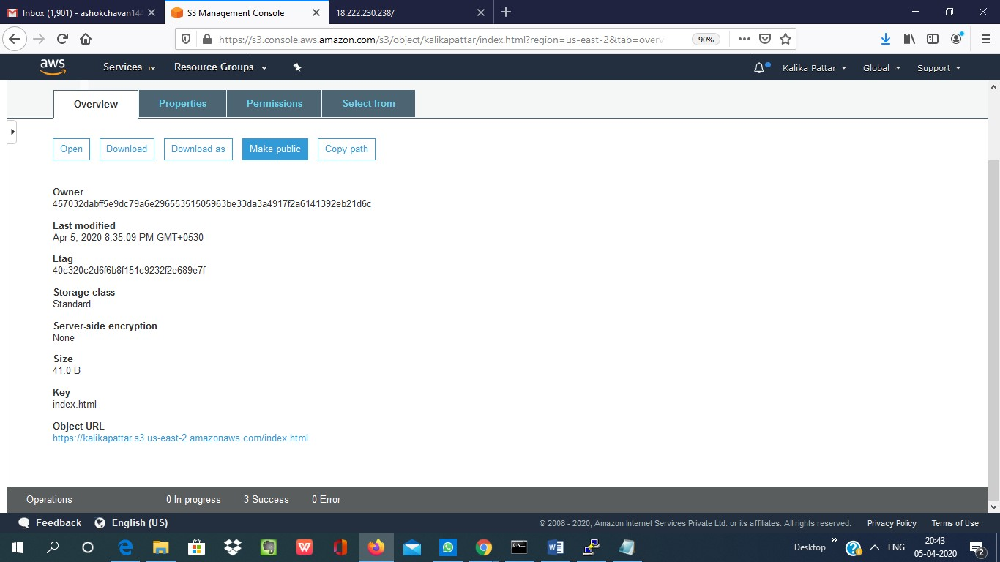 Inbox (1,901) - ashokchavan144
S3 Management Console
18.222.230.238/
https://s3.console.aws.amazon.com/s3/object/kalikapattar/index.html?region=us-east-2&tab=overv
90%
aws
Services
Resource Groups
Kalika Pattar
Global
Support
Overview
Properties
Permissions
Select from
Open
Download
Download as
Make public
Copy path
Owner
457032dabff5e9dc79a6e29655351505963be33da3a4917f2a6141392eb21d6c
Last modified
Apr 5, 2020 8:35:09 PM GMT+0530
Etag
40c320c2d6f6b8f151c9232f2e689e7f
Storage class
Standard
Server-side encryption
None
Size
41.0 B
Key
index.html
Object URL
https://kalikapattar.s3.us-east-2.amazonaws.com/index.html
Operations
0 In progress
3 Success
0 Error
Feedback
English (US)
© 2008 - 2020, Amazon Internet Services Private Ltd. or its affiliates. All rights reserved.
Privacy Policy
Terms of Use
Desktop
ENG
20:43
05-04-2020
2